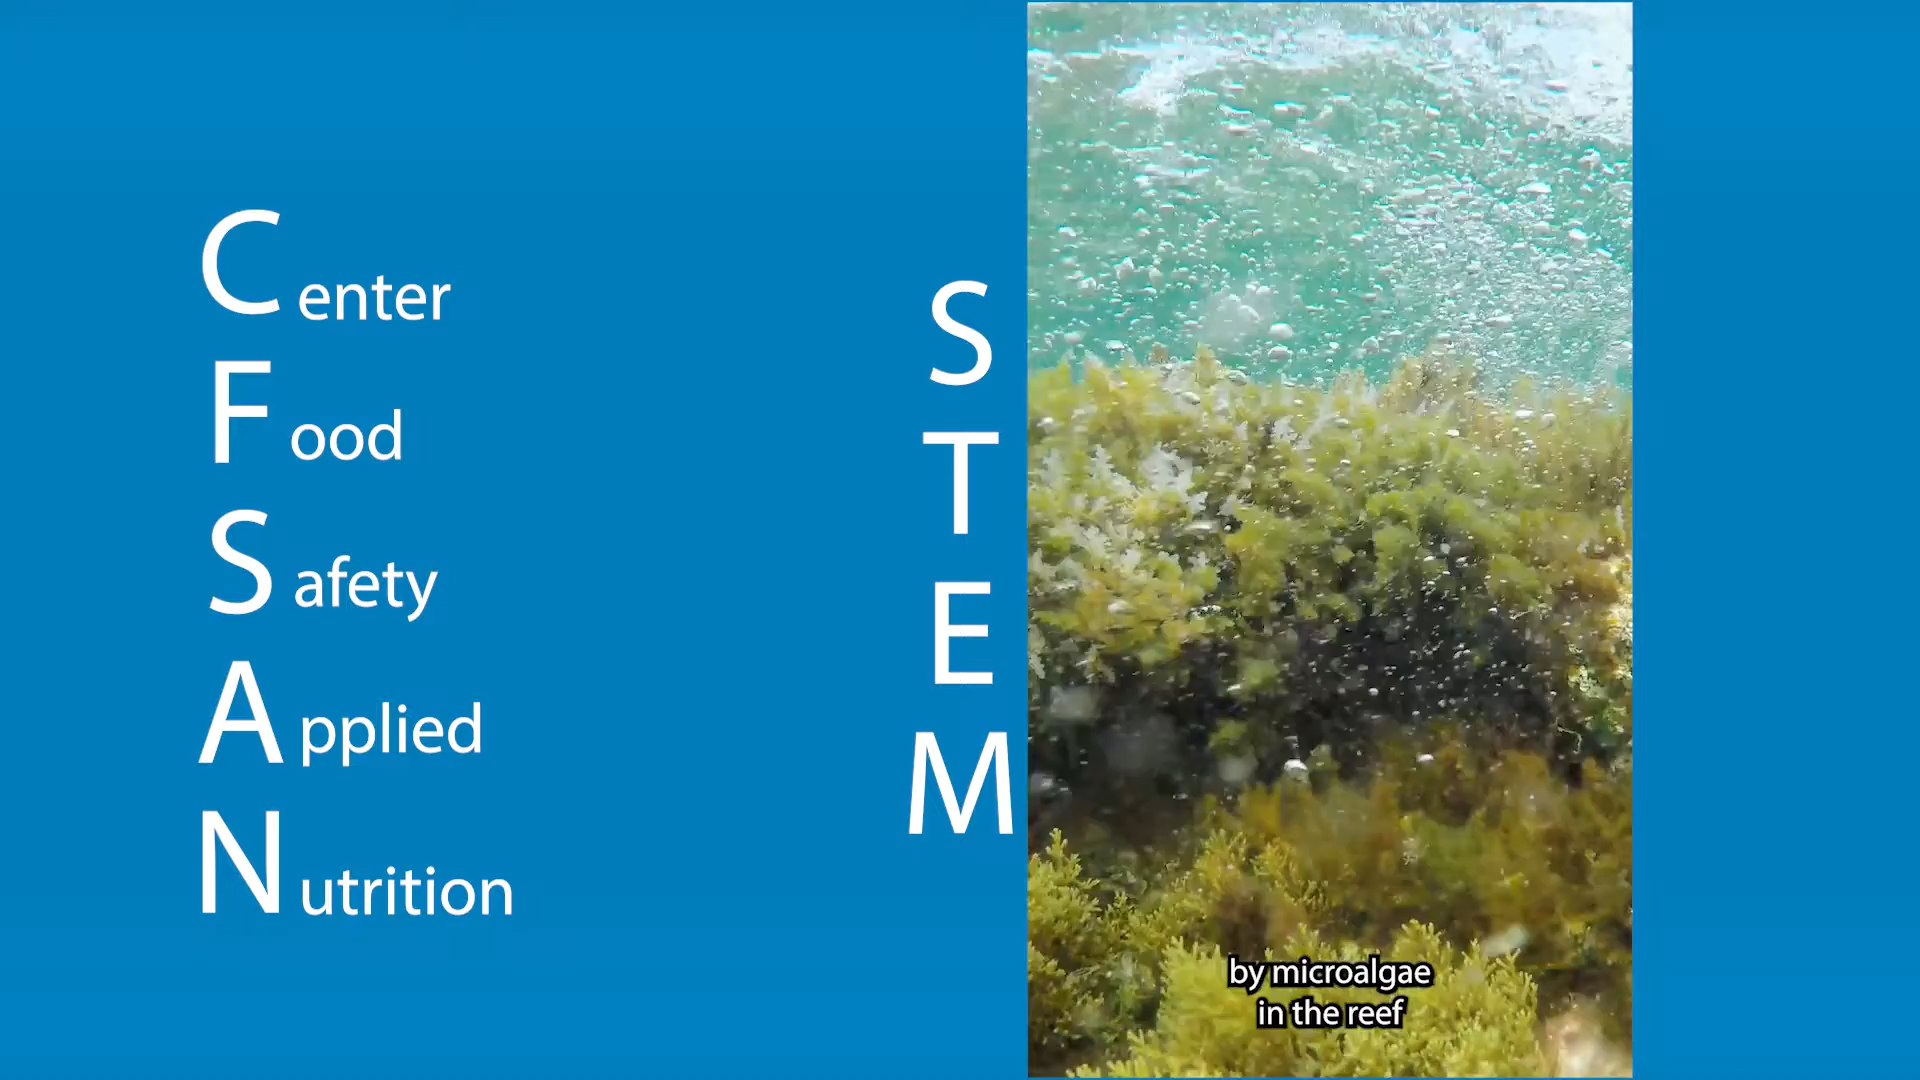 Center
Food
Safety
Applied
Nutrition
S
T
E
M
by microalgae
in the reef